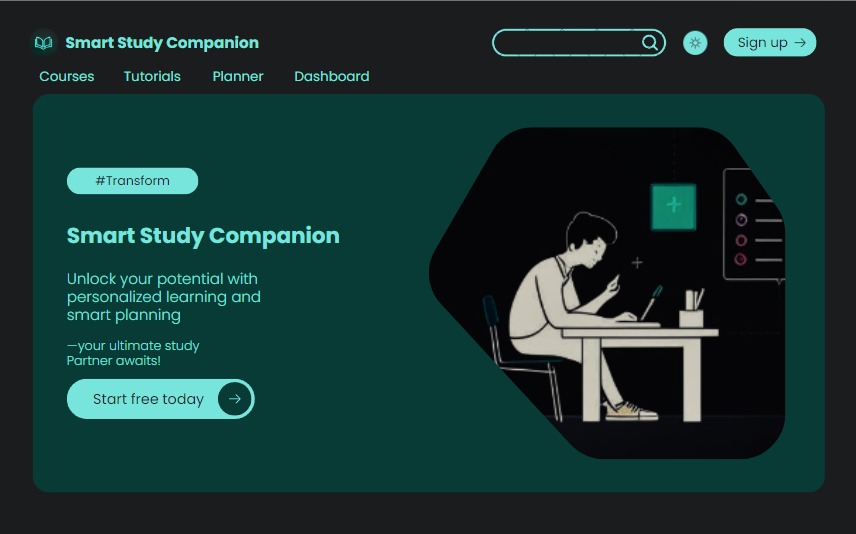 Smart Study Companion
Sign up
Courses
Tutorials
Planner
Dashboard
#Transform
Smart Study Companion
Unlock your potential with
personalized learning and
smart planning
—your ultimate study
Partner awaits!
Start free today